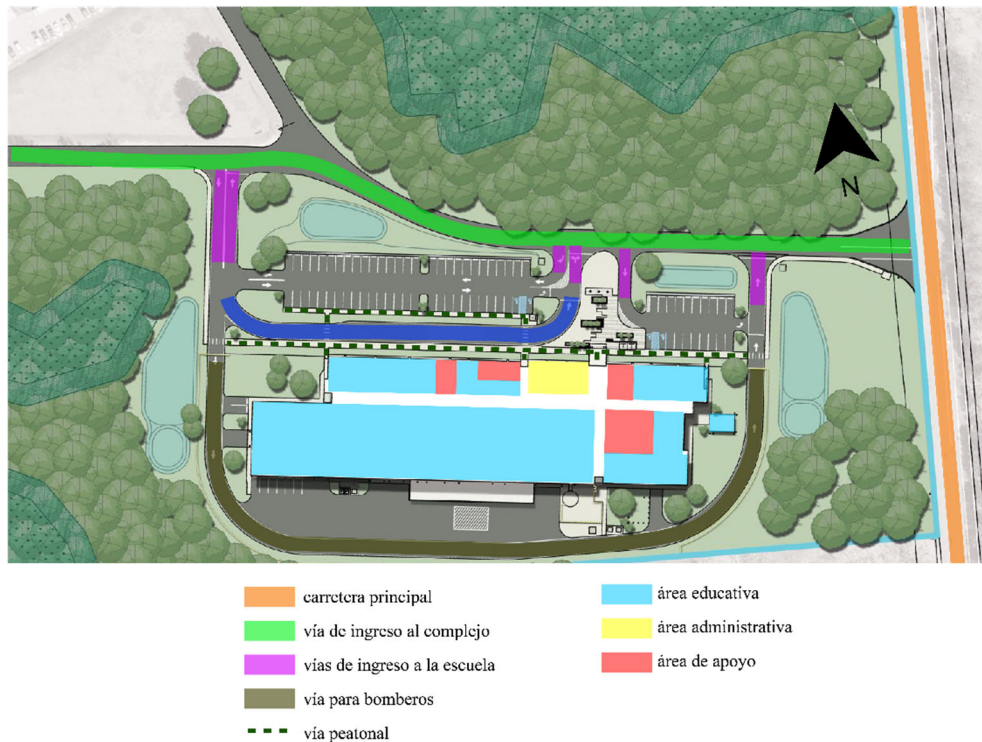 N
carretera principal
vía de ingreso al complejo
vías de ingreso a la escuela
vía para bomberos
vía peatonal
área educativa
área administrativa
área de apoyo